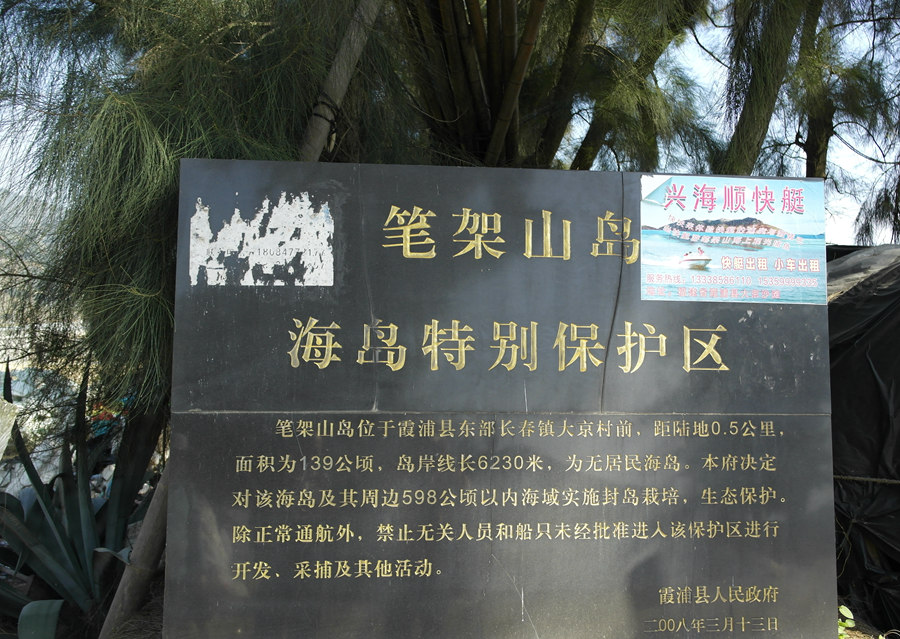 笔架山岛
兴海顺快艇
快艇出租 小车出租
海岛特别保护区
笔架山岛位于霞浦县东部长春镇大京村前，距陆地0.5公里，
面积为139公顷，岛岸线长6230米，为无居民海岛。本府决定
对该海岛及其周边598公顷以内海域实施封岛栽培，生态保护。
除正常通航外，禁止无关人员和船只未经批准进入该保护区进行
开发、采捕及其他活动。
霞浦县人民政府
二00八年三月十三日